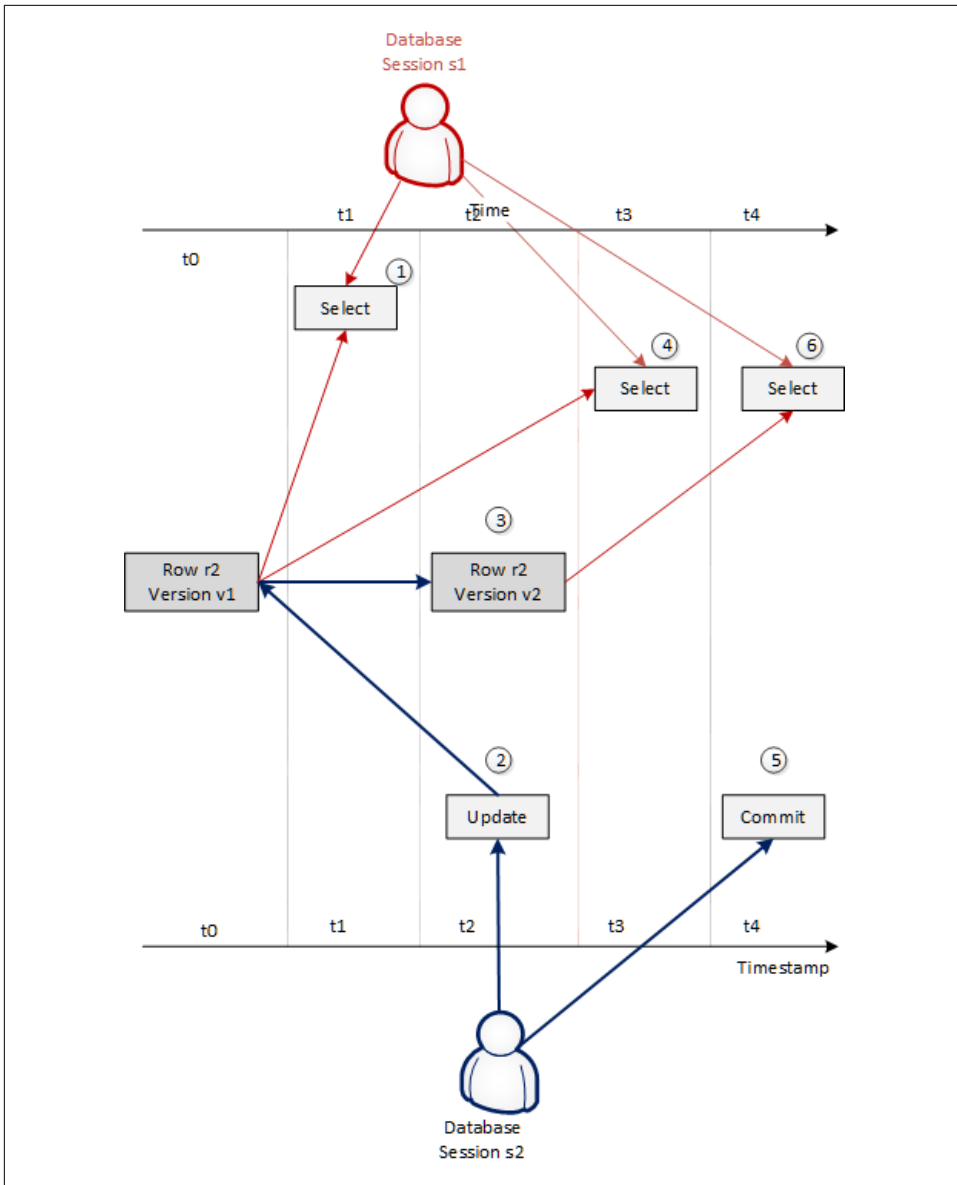 Database
Session s1
t1
t2
Time
t3
t4
t0
1
Select
4
6
Select
Select
3
Row r2
Version v1
Row r2
Version v2
2
5
Update
Commit
t0
t1
t2
t3
t4
Timestamp
Database
Session s2